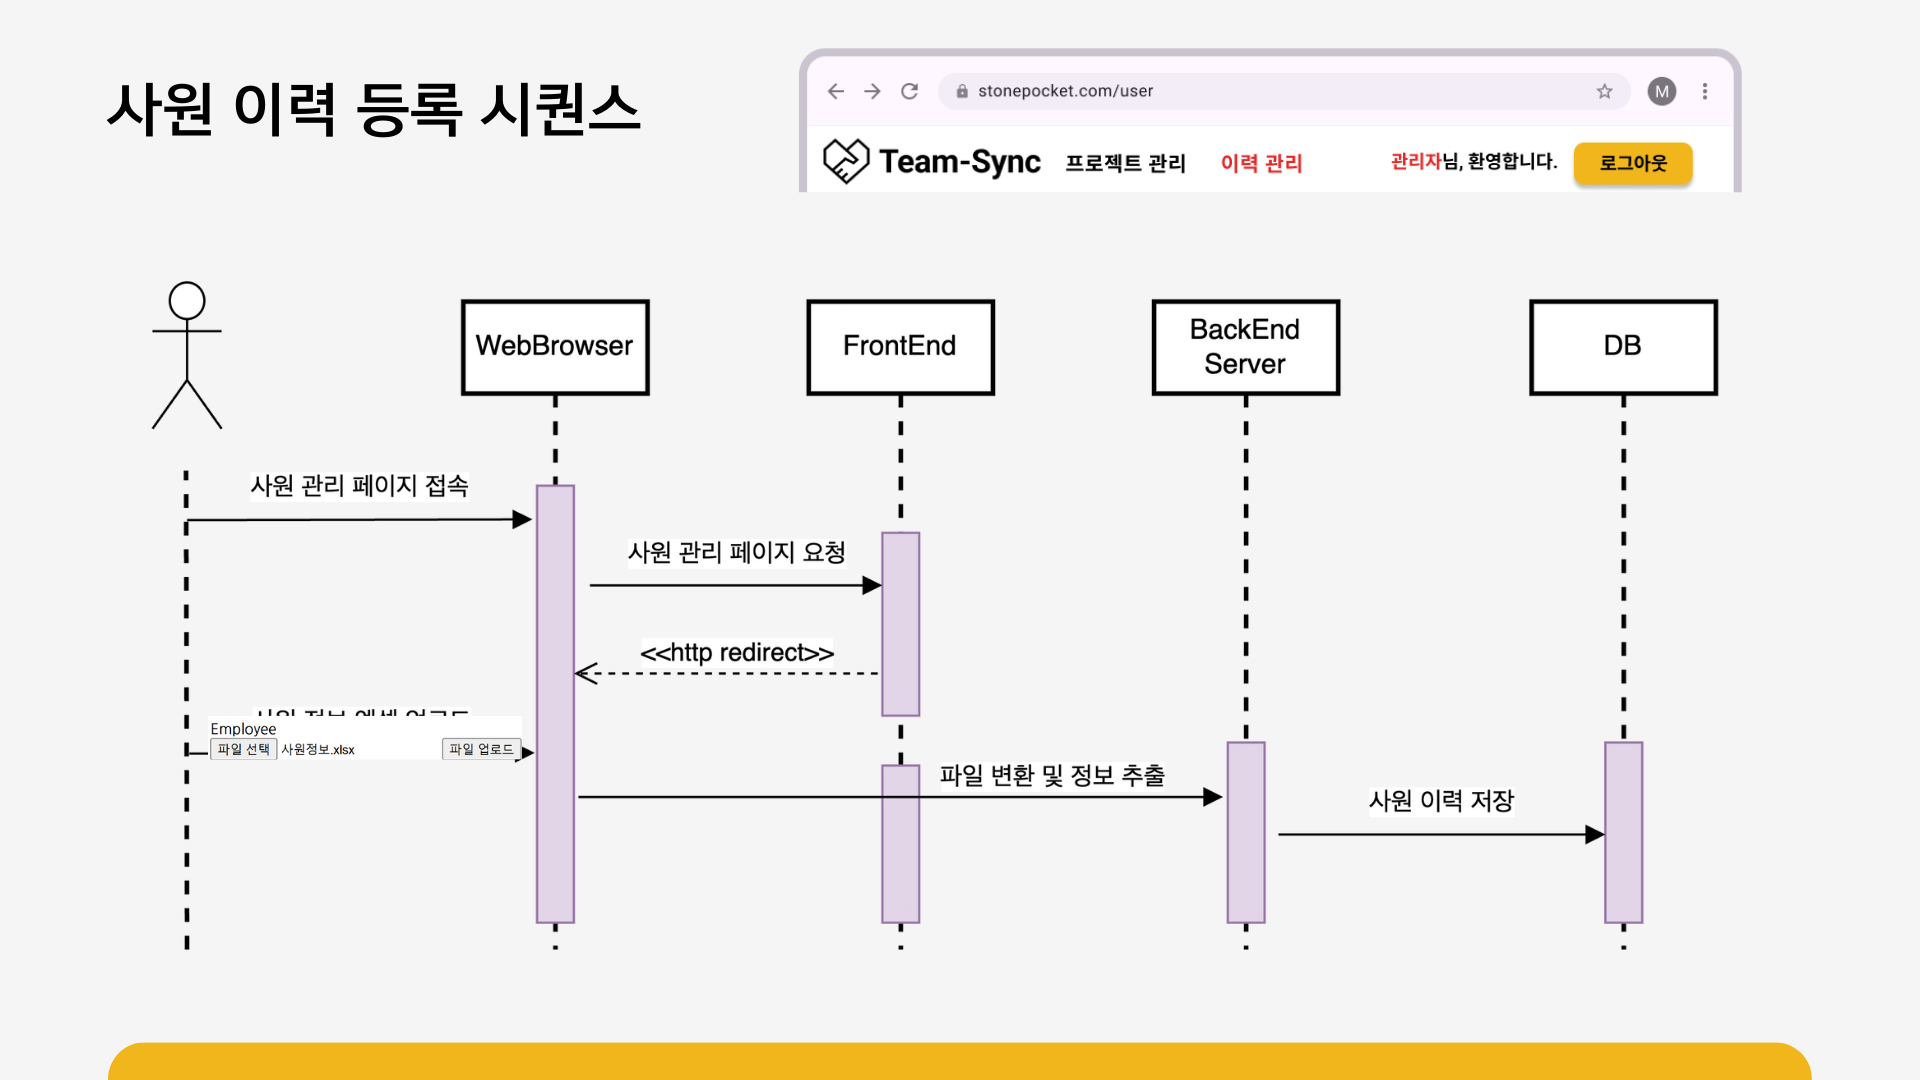 사원 이력 등록 시퀀스
stonepocket.com/user
M
Team-Sync 프로젝트 관리 이력 관리 관리자님, 환영합니다. 로그아웃
WebBrowser
FrontEnd
BackEnd
Server
DB
사원 관리 페이지 접속
사원 관리 페이지 요청
<<http redirect>>
Employee
파일 선택 사원정보.xlsx 파일 업로드
파일 변환 및 정보 추출
사원 이력 저장